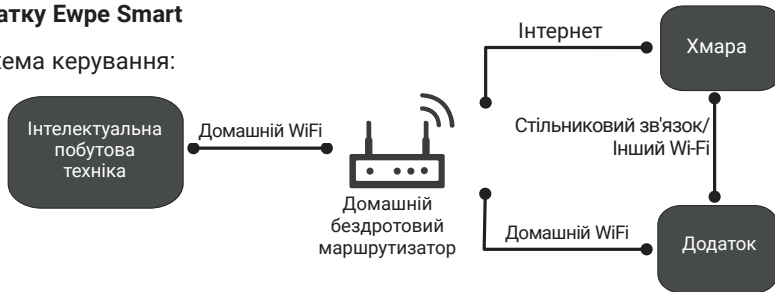 атку Ewpe Smart
хема керування:
Інтелектуальна
побутова
техніка
Домашній WiFi
Домашній
бездротовий
маршрутизатор
Інтернет
Хмара
Стільниковий зв'язок/
Інший Wi-Fi
Домашній WiFi
Додаток